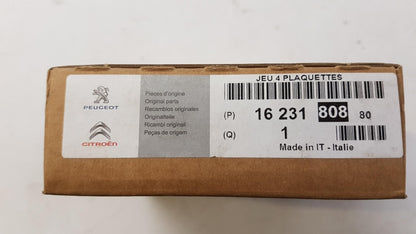 JEU 4 PLAQUETTES
PEUGEOT
CITROËN
Pièces d'origine
Original parts
Recambios originales
Originalteile
Ricambi originali
Peças de origem
(P) 16 231 808 80
(Q) 1
Made in IT - Italie